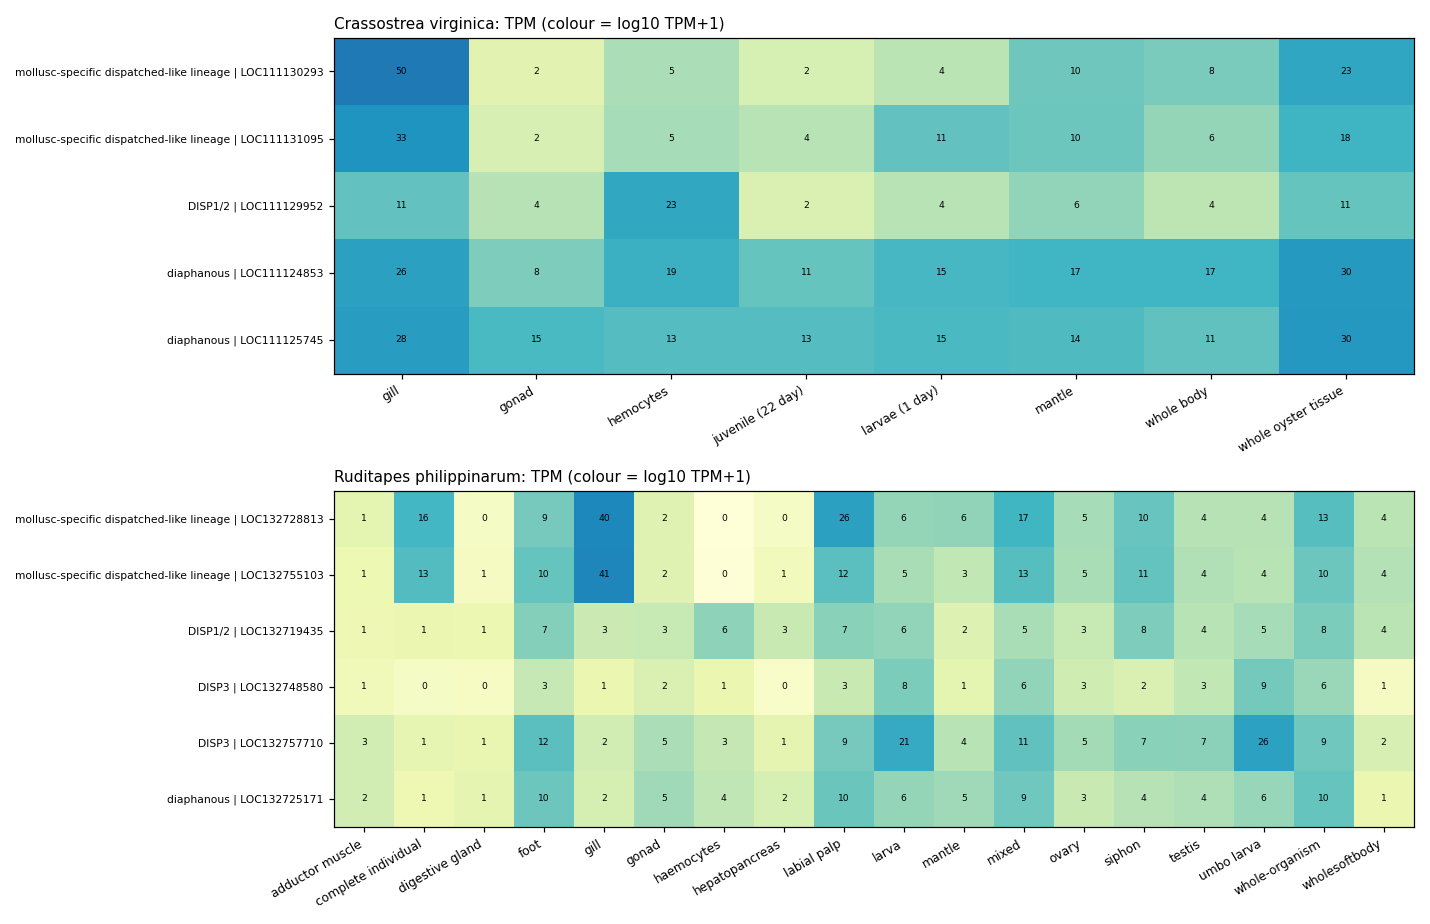 Crassostrea virginica: TPM (colour = log10 TPM+1)
mollusc-specific dispatched-like lineage | LOC111130293 50 2 5 2 4 10 8 23
mollusc-specific dispatched-like lineage | LOC111131095 33 2 5 4 11 10 6 18
DISP1/2 | LOC111129952 11 4 23 2 4 6 4 11
diaphanous | LOC111124853 26 8 19 11 15 17 17 30
diaphanous | LOC111125745 28 15 13 13 15 14 11 30
gill gonad hemocytes juvenile (22 day) larvae (1 day) mantle whole body whole oyster tissue
Ruditapes philippinarum: TPM (colour = log10 TPM+1)
mollusc-specific dispatched-like lineage | LOC132728813 1 16 0 9 40 2 0 0 26 6 6 17 5 10 4 4 13 4
mollusc-specific dispatched-like lineage | LOC132755103 1 13 1 10 41 2 0 1 12 5 3 13 5 11 4 4 10 4
DISP1/2 | LOC132719435 1 1 1 7 3 3 6 3 7 6 2 5 3 8 4 5 8 4
DISP3 | LOC132748580 1 0 0 3 1 2 1 0 3 8 1 6 3 2 3 9 6 1
DISP3 | LOC132757710 3 1 1 12 2 5 3 1 9 21 4 11 5 7 7 26 9 2
diaphanous | LOC132725171 2 1 1 10 2 5 4 2 10 6 5 9 3 4 4 6 10 1
adductor muscle complete individual digestive gland foot gill gonad haemocytes hepatopancreas labial palp larva mantle mixed ovary siphon testis umbo larva whole-organism wholesoftbody